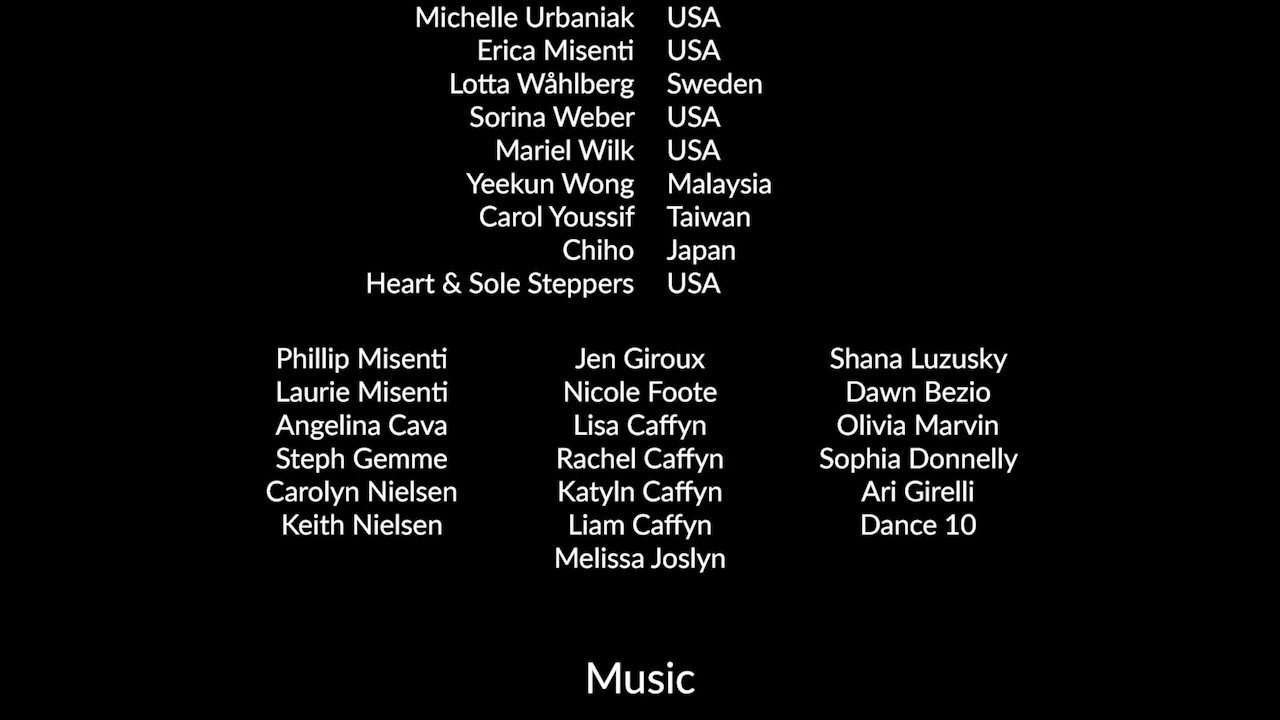 Michelle Urbaniak USA
Erica Misenti USA
Lotta Wåhlberg Sweden
Sorina Weber USA
Mariel Wilk USA
Yeekun Wong Malaysia
Carol Youssif Taiwan
Chiho Japan
Heart & Sole Steppers USA
Phillip Misenti Jen Giroux Shana Luzusky
Laurie Misenti Nicole Foote Dawn Bezio
Angelina Cava Lisa Caffyn Olivia Marvin
Steph Gemme Rachel Caffyn Sophia Donnelly
Carolyn Nielsen Katyln Caffyn Ari Girelli
Keith Nielsen Liam Caffyn Dance 10
Melissa Joslyn
Music